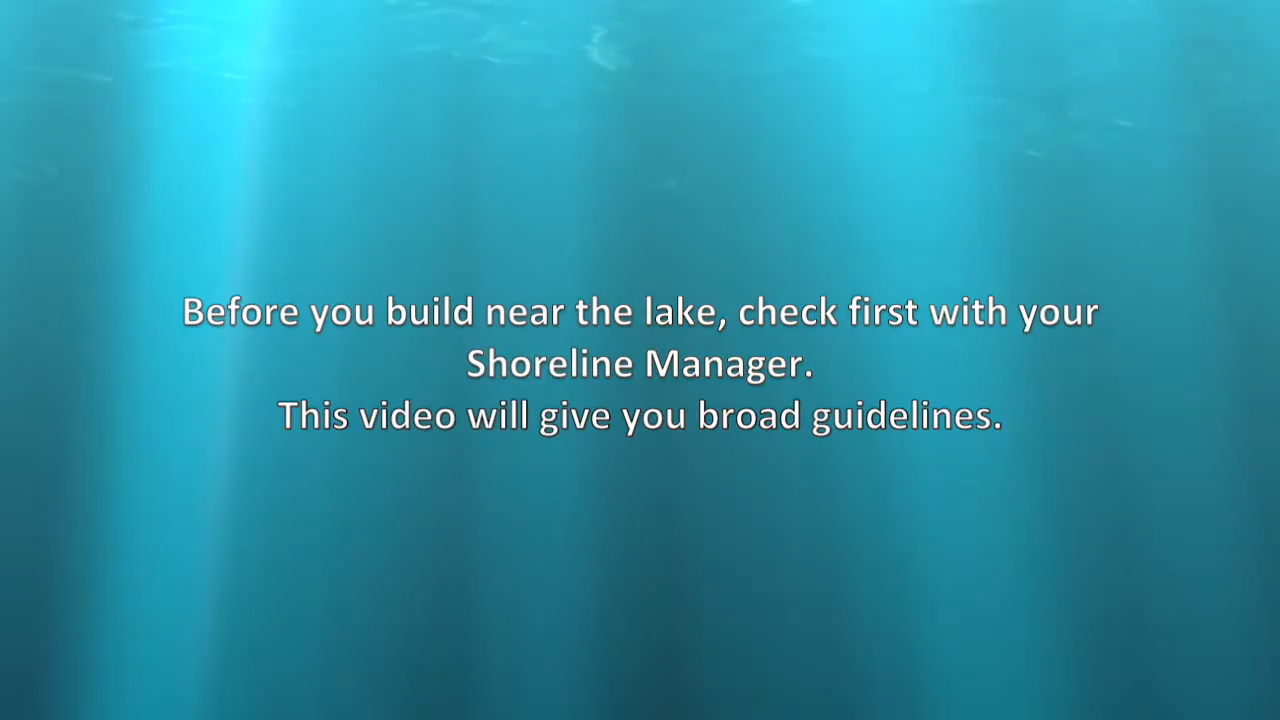 Before you build near the lake, check first with your
Shoreline Manager.
This video will give you broad guidelines.